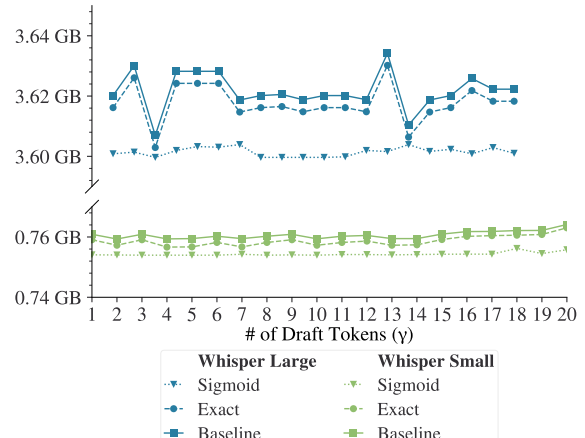 3.64 GB
3.62 GB
3.60 GB
0.76 GB
0.74 GB
1 2 3 4 5 6 7 8 9 10 11 12 13 14 15 16 17 18 19 20
# of Draft Tokens (γ)
Whisper Large Whisper Small
Sigmoid Sigmoid
Exact Exact
Baseline Baseline